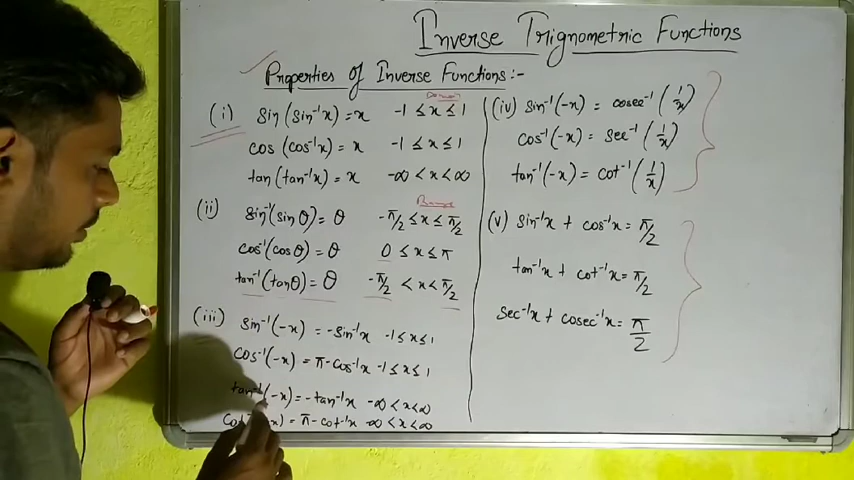 Inverse Trignometric Functions
Properties of Inverse Functions:-
(i) sin(sin⁻¹x) = x -1 ≤ x ≤ 1
cos(cos⁻¹x) = x -1 ≤ x ≤ 1
tan(tan⁻¹x) = x -∞ < x < ∞
(ii) sin⁻¹(sinθ) = θ -π/2 ≤ x ≤ π/2
cos⁻¹(cosθ) = θ 0 ≤ x ≤ π
tan⁻¹(tanθ) = θ -π/2 < x < π/2
(iii) sin⁻¹(-x) = -sin⁻¹x -1 ≤ x ≤ 1
cos⁻¹(-x) = π-cos⁻¹x -1 ≤ x ≤ 1
tan⁻¹(-x) = -tan⁻¹x -∞ < x < ∞
x) = π-cot⁻¹x -∞ < x < ∞
(iv) sin⁻¹(-x) = cosec⁻¹(1/x)
cos⁻¹(-x) = sec⁻¹(1/x)
tan⁻¹(-x) = cot⁻¹(1/x)
(v) sin⁻¹x + cos⁻¹x = π/2
tan⁻¹x + cot⁻¹x = π/2
sec⁻¹x + cosec⁻¹x = π/2